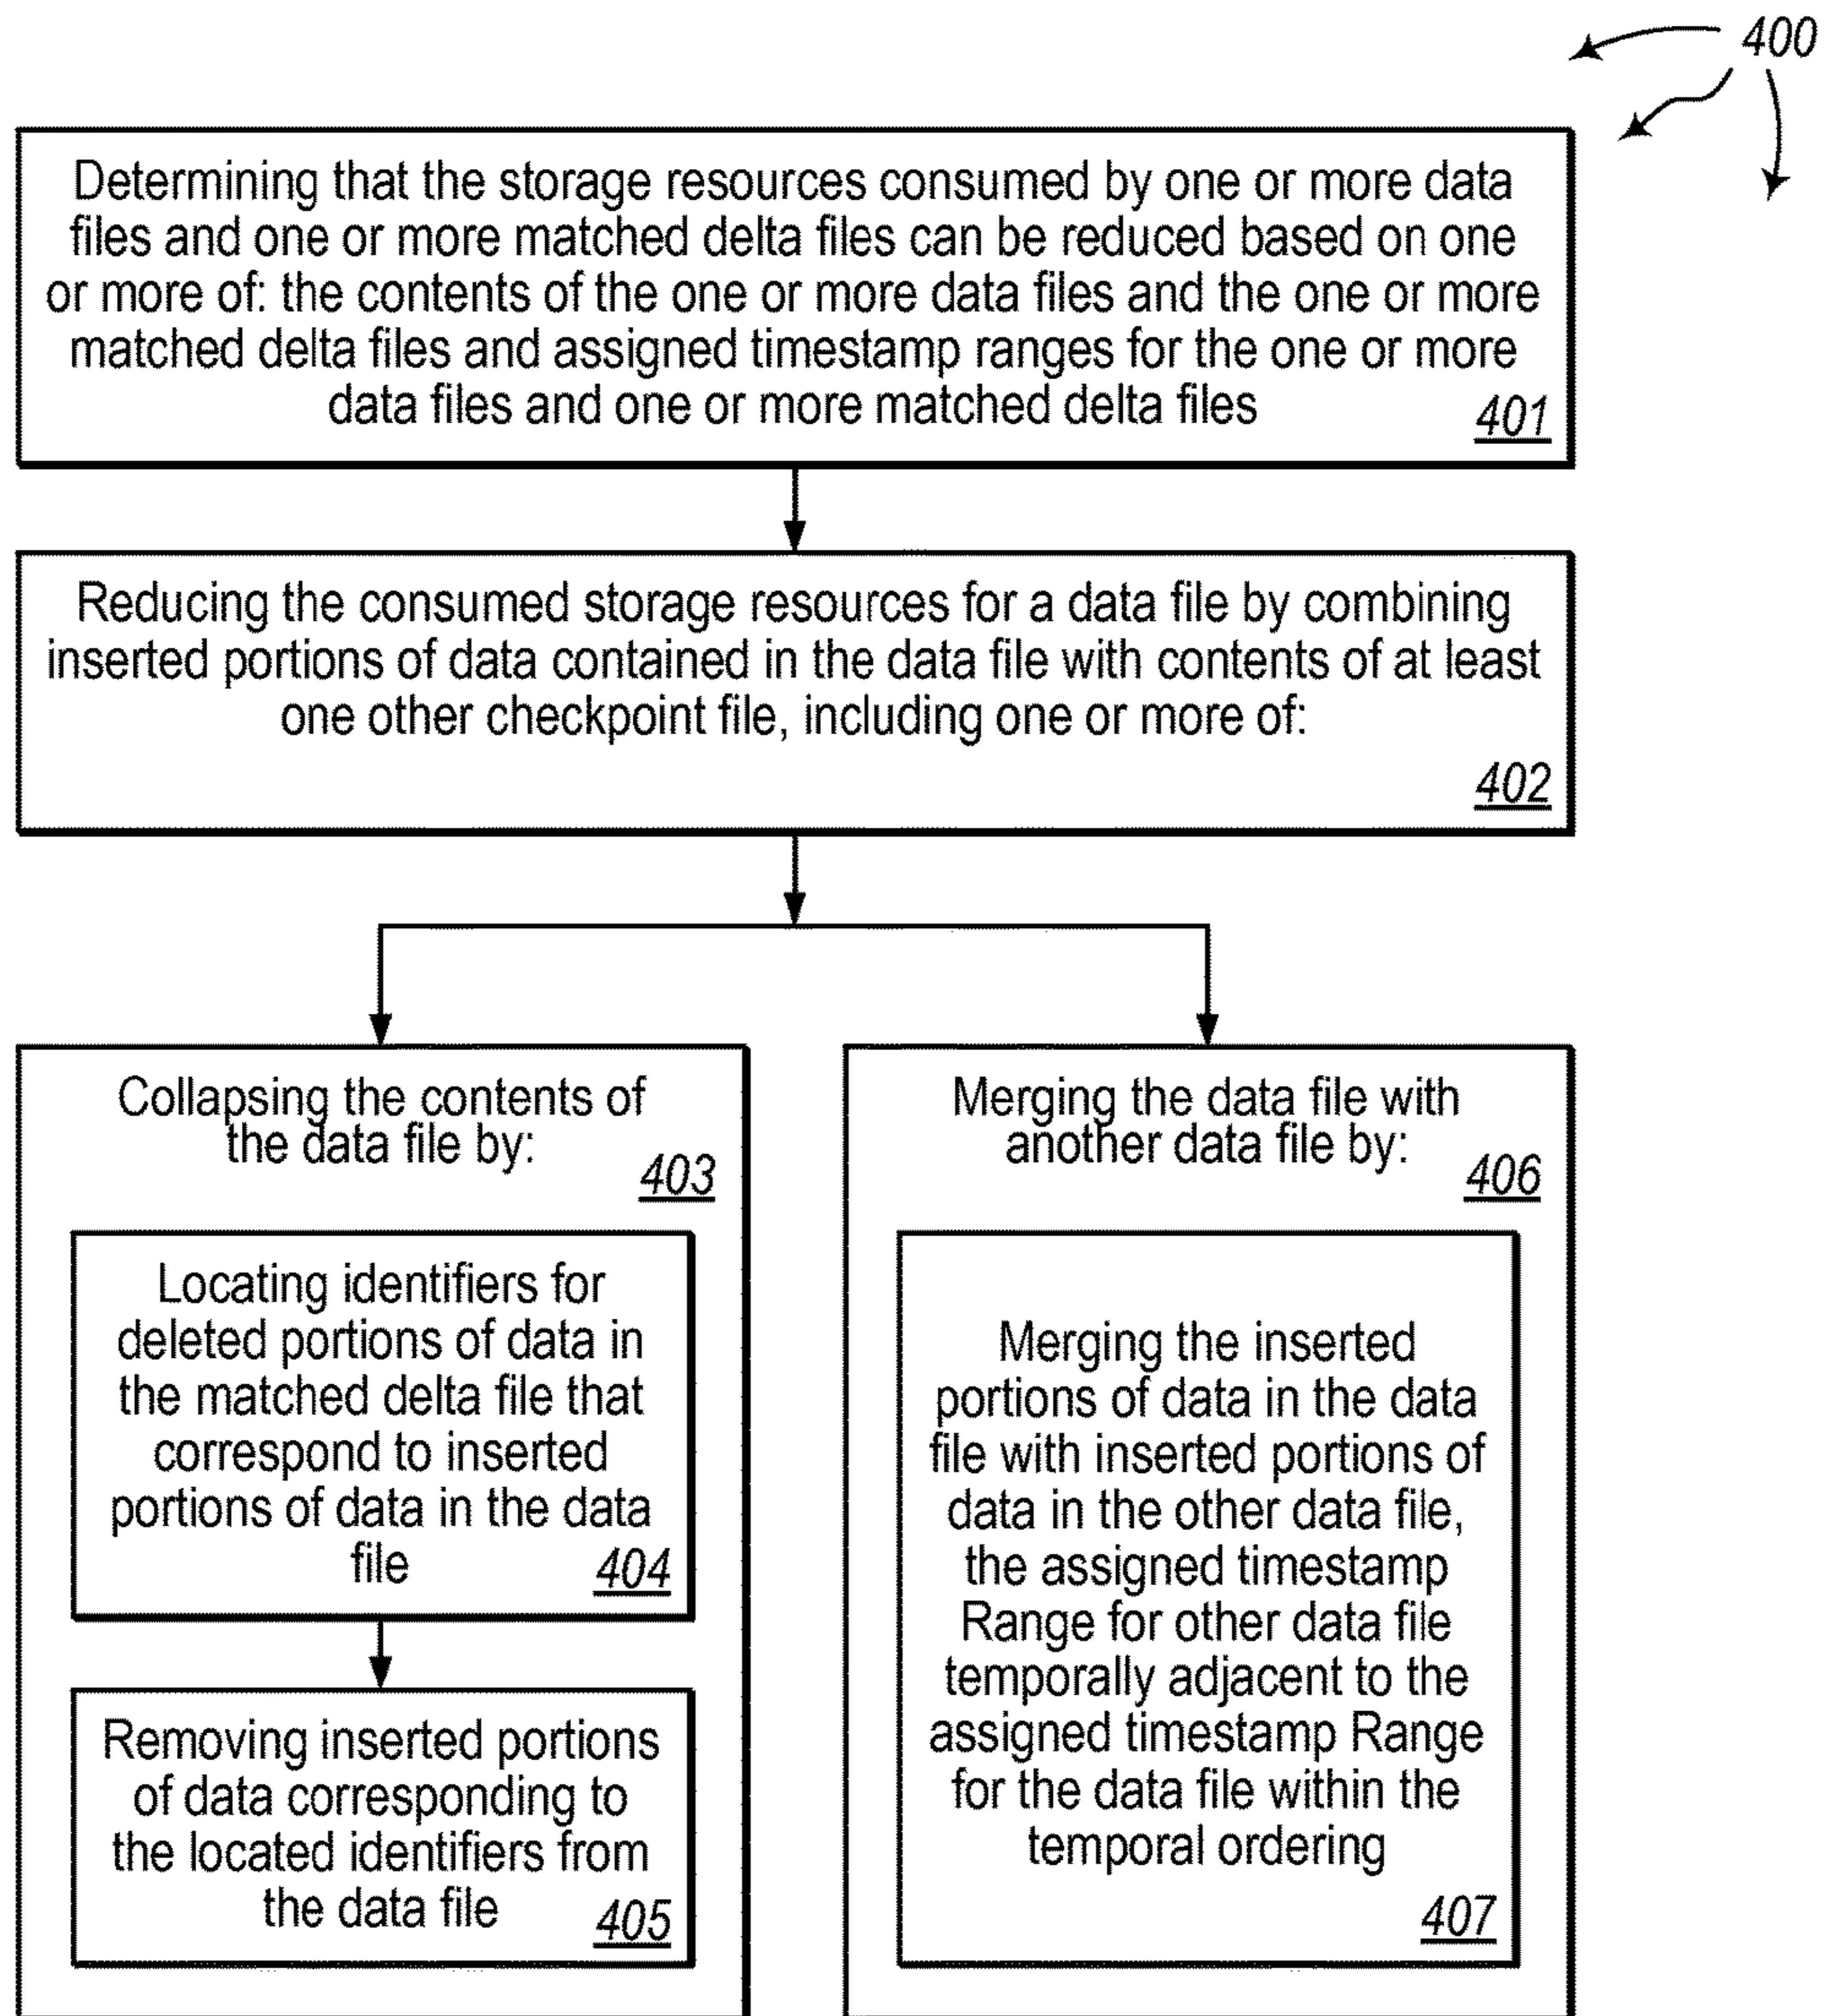 400
Determining that the storage resources consumed by one or more data
files and one or more matched delta files can be reduced based on one
or more of: the contents of the one or more data files and the one or more
matched delta files and assigned timestamp ranges for the one or more
data files and one or more matched delta files
401
Reducing the consumed storage resources for a data file by combining
inserted portions of data contained in the data file with contents of at least
one other checkpoint file, including one or more of:
402
Collapsing the contents of
the data file by:
403
Locating identifiers for
deleted portions of data in
the matched delta file that
correspond to inserted
portions of data in the data
file
404
Removing inserted portions
of data corresponding to
the located identifiers from
the data file
405
Merging the data file with
another data file by:
406
Merging the inserted
portions of data in the data
file with inserted portions of
data in the other data file,
the assigned timestamp
Range for other data file
temporally adjacent to the
assigned timestamp Range
for the data file within the
temporal ordering
407